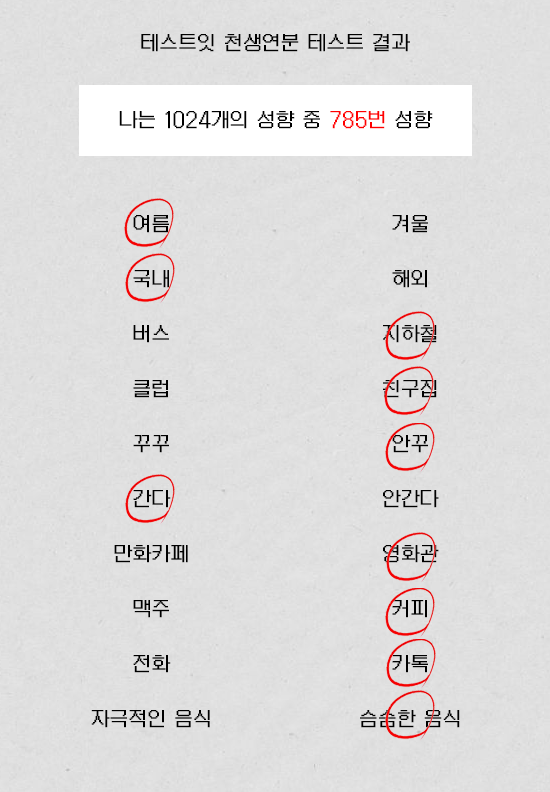 테스트잇 천생연분 테스트 결과
나는 1024개의 성향 중 785번 성향
여름 겨울
국내 해외
버스 지하철
클럽 친구집
꾸꾸 안꾸
간다 안간다
만화카페 영화관
맥주 커피
전화 카톡
자극적인 음식 슴슴한 음식